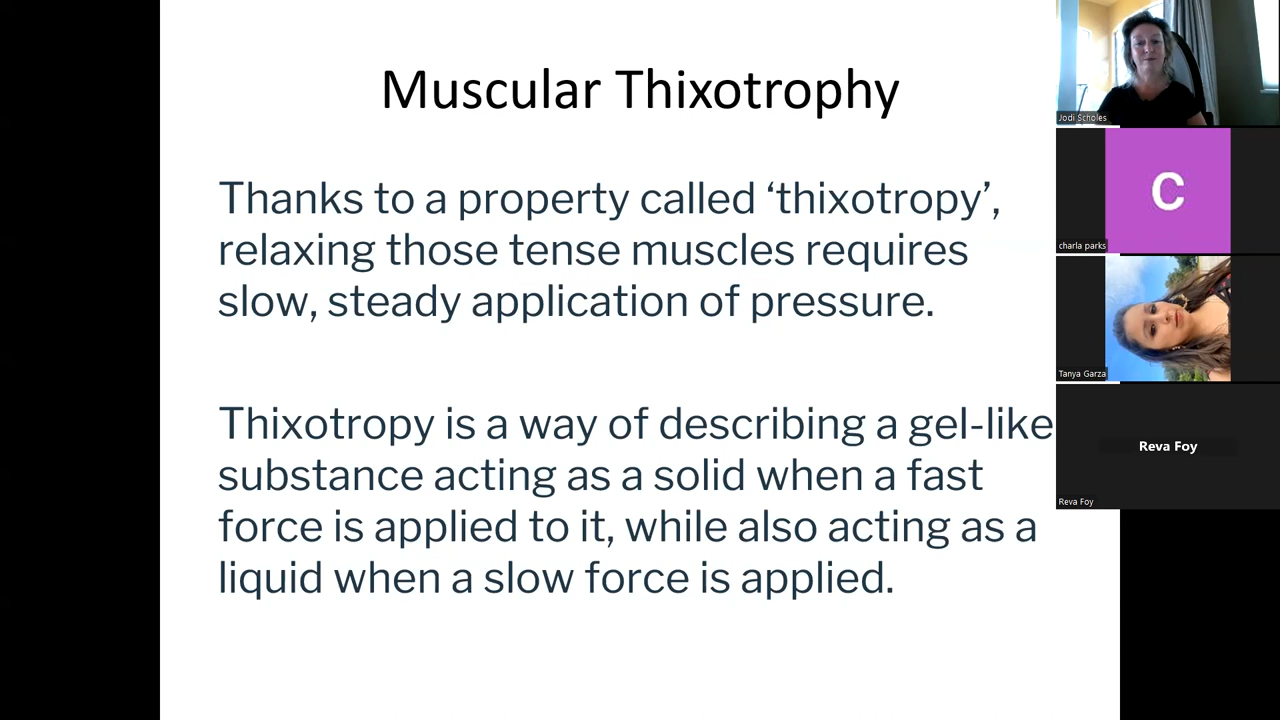 Muscular Thixotrophy
Thanks to a property called ‘thixotropy’,
relaxing those tense muscles requires
slow, steady application of pressure.
Thixotropy is a way of describing a gel-like
substance acting as a solid when a fast
force is applied to it, while also acting as a
liquid when a slow force is applied.
Jodi Scholes
C
charla parks
Tanya Garza
Reva Foy
Reva Foy